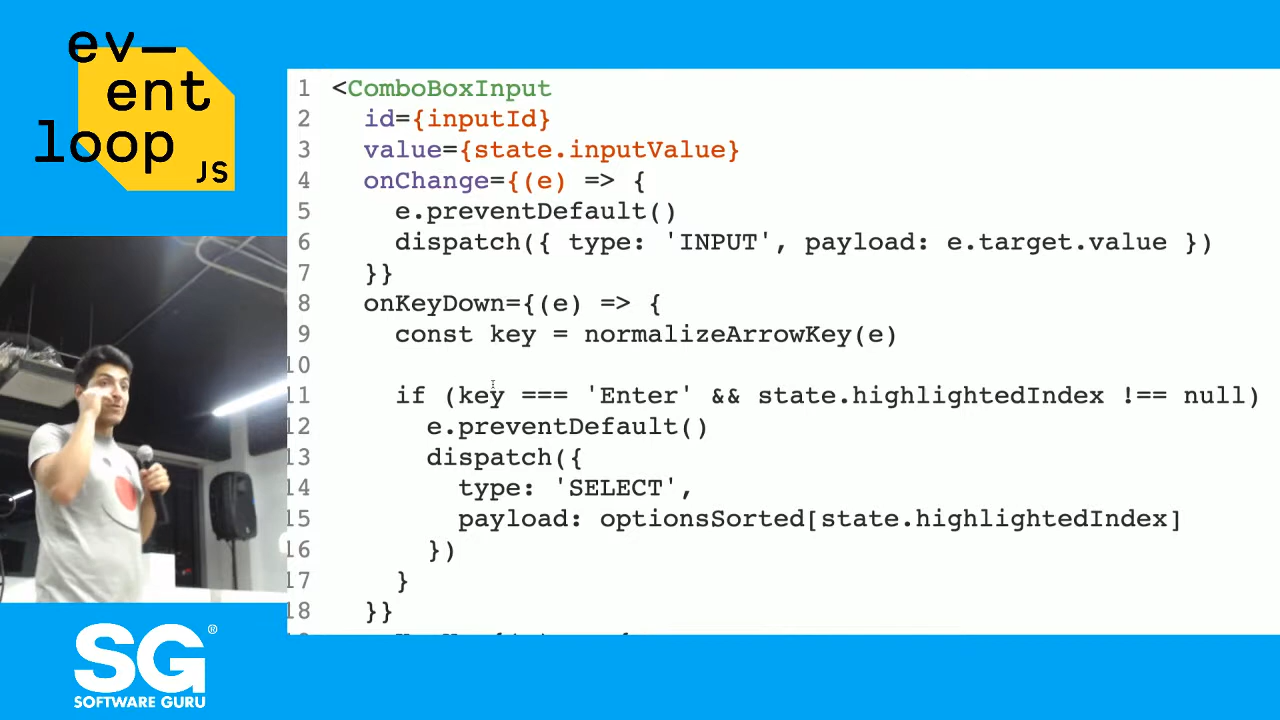 ev—
ent
loop
JS
1 <ComboBoxInput
2 id={inputId}
3 value={state.inputValue}
4 onChange={(e) => {
5 e.preventDefault()
6 dispatch({ type: 'INPUT', payload: e.target.value })
7 }}
8 onKeyDown={(e) => {
9 const key = normalizeArrowKey(e)
10
11 if (key === 'Enter' && state.highlightedIndex !== null)
12 e.preventDefault()
13 dispatch({
14 type: 'SELECT',
15 payload: optionsSorted[state.highlightedIndex]
16 })
17 }
18 }}
SG®
SOFTWARE GURU